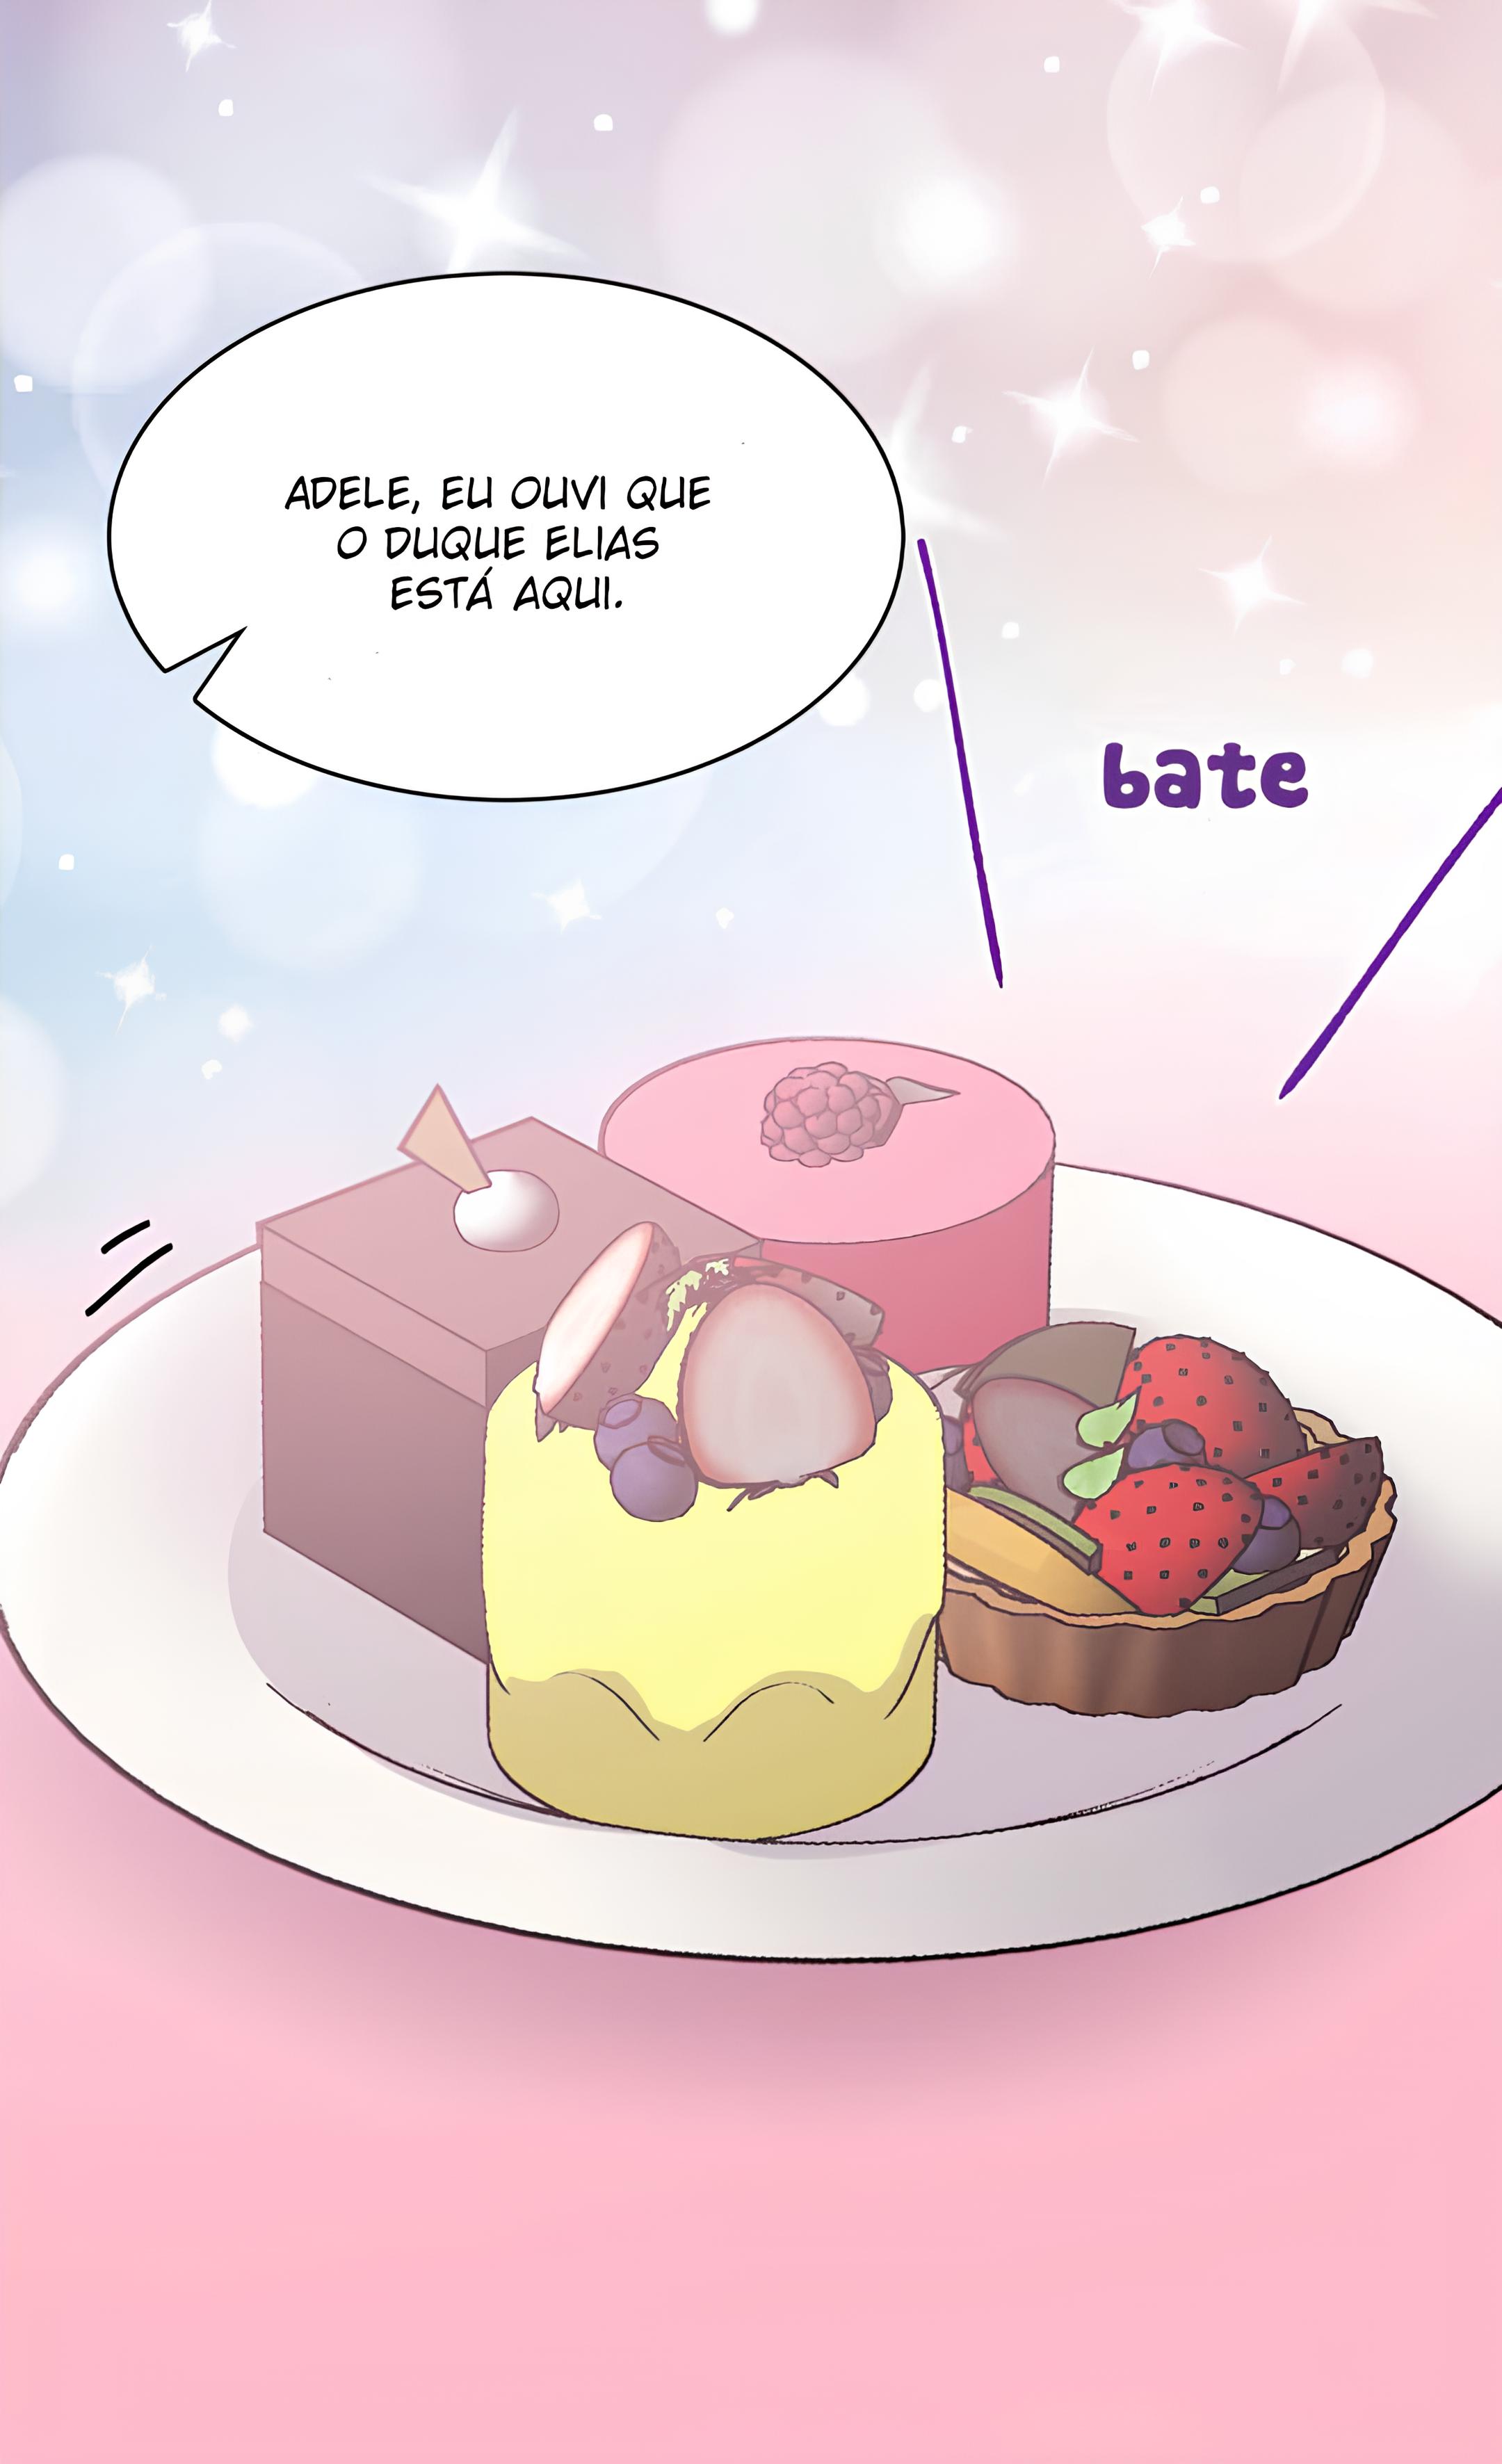 ADELE, EU OUVI QUE
O DUQUE ELIAS
ESTÁ AQUI.
bate